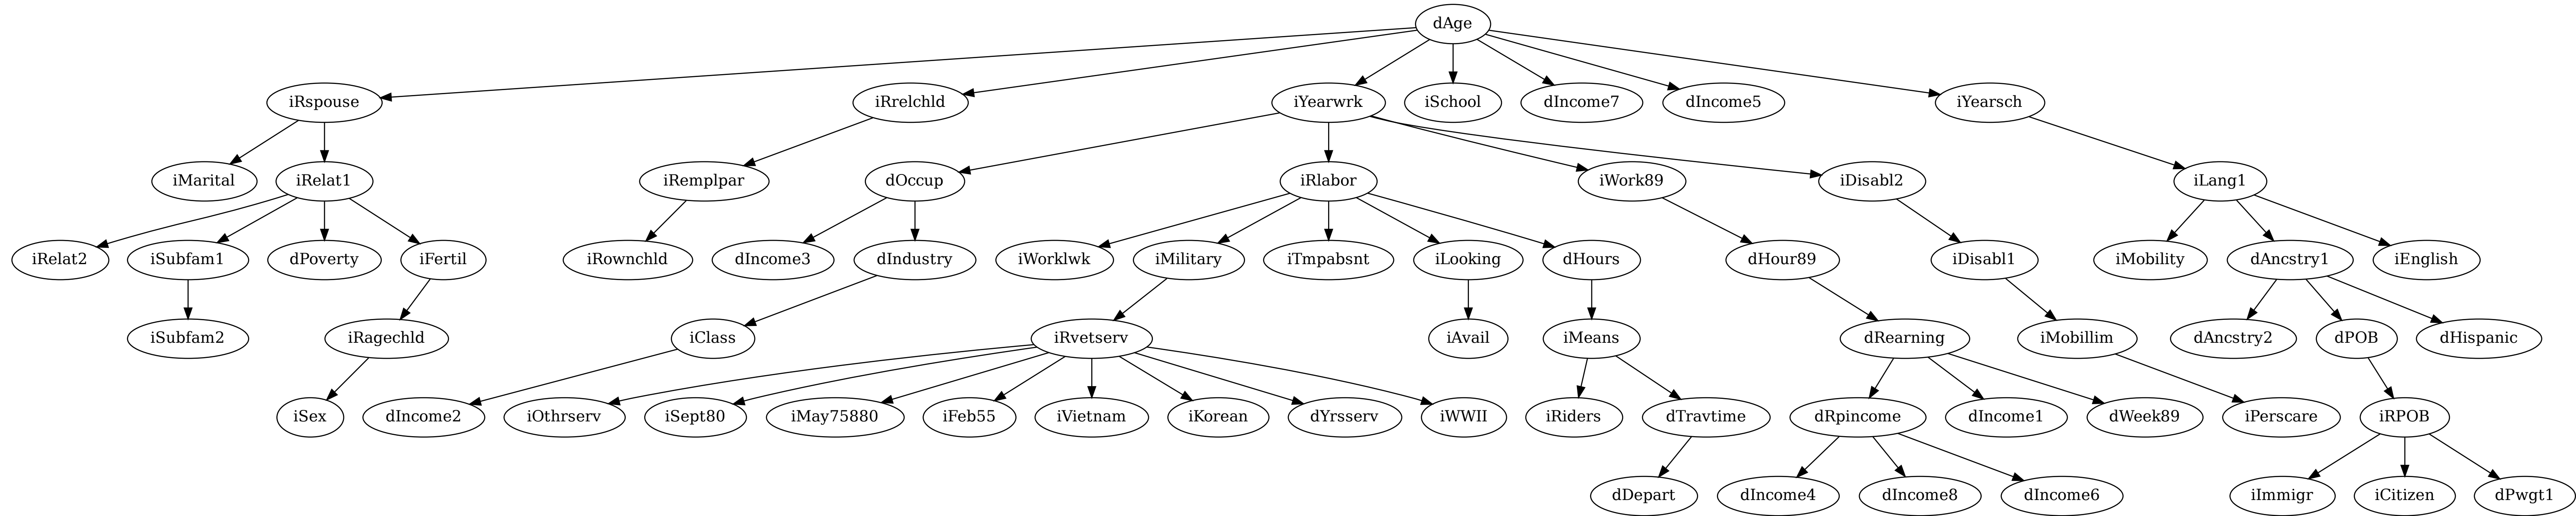 dAge
iRspouse iRrelchld iYearwrk iSchool dIncome7 dIncome5 iYearsch
iMarital iRelat1 iRemplpar dOccup iRlabor iWork89 iDisabl2 iLang1
iRelat2 iSubfam1 dPoverty iFertil iRownchld dIncome3 dIndustry iWorklwk iMilitary iTmpabsnt iLooking dHours dHour89 iDisabl1 iMobility dAncstry1 iEnglish
iSubfam2 iRagechld iClass iRvetserv iAvail iMeans dRearning iMobillim dAncstry2 dPOB dHispanic
iSex dIncome2 iOthrserv iSept80 iMay75880 iFeb55 iVietnam iKorean dYrsserv iWWII iRiders dTravtime dRpincome dIncome1 dWeek89 iPerscare iRPOB
dDepart dIncome4 dIncome8 dIncome6 iImmigr iCitizen dPwgt1